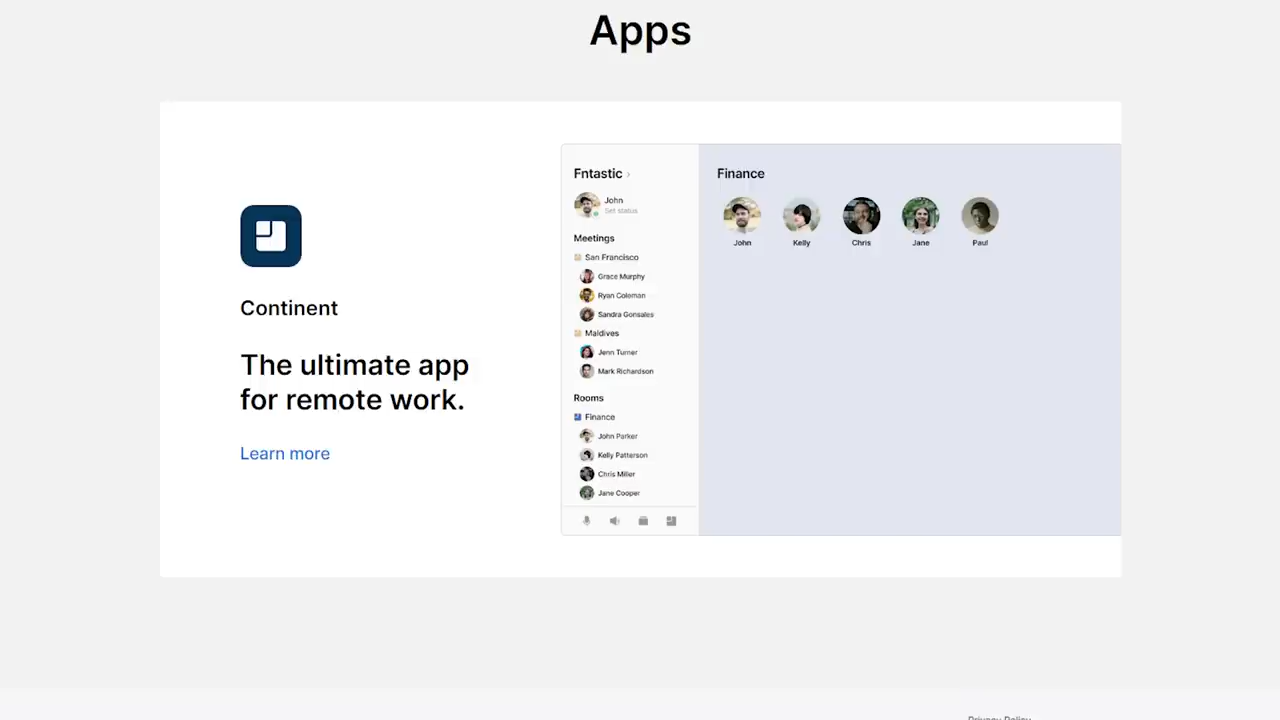 Apps
Continent
The ultimate app
for remote work.
Learn more
Fntastic ›
John
Set status
Meetings
San Francisco
Grace Murphy
Ryan Coleman
Sandra Gonsales
Maldives
Jenn Turner
Mark Richardson
Rooms
Finance
John Parker
Kelly Patterson
Chris Miller
Jane Cooper
Finance
John
Kelly
Chris
Jane
Paul
Privacy Policy